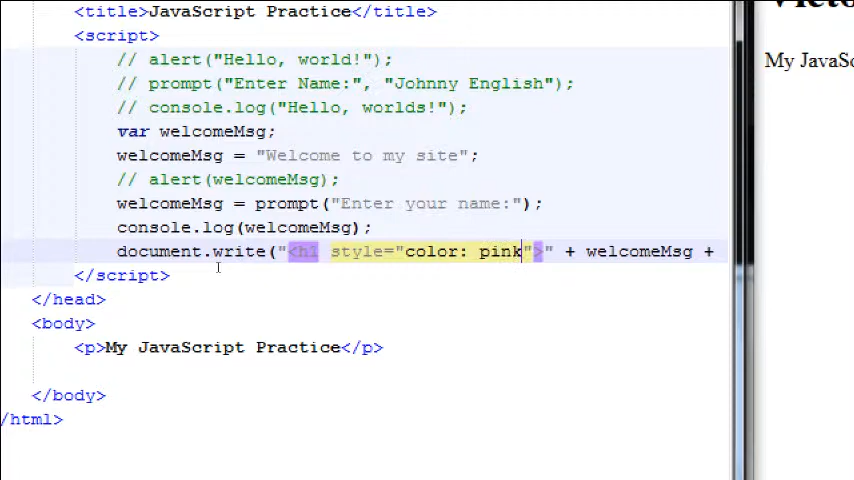 <title>JavaScript Practice</title>
<script>
// alert("Hello, world!");
// prompt("Enter Name:", "Johnny English");
// console.log("Hello, worlds!");
var welcomeMsg;
welcomeMsg = "Welcome to my site";
// alert(welcomeMsg);
welcomeMsg = prompt("Enter your name:");
console.log(welcomeMsg);
document.write("<h1 style="color: pink">" + welcomeMsg +
</script>
</head>
<body>
<p>My JavaScript Practice</p>
</body>
/html>
My JavaSc